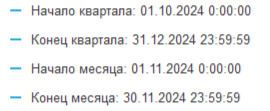 Начало квартала: 01.10.2024 0:00:00
Конец квартала: 31.12.2024 23:59:59
Начало месяца: 01.11.2024 0:00:00
Конец месяца: 30.11.2024 23:59:59